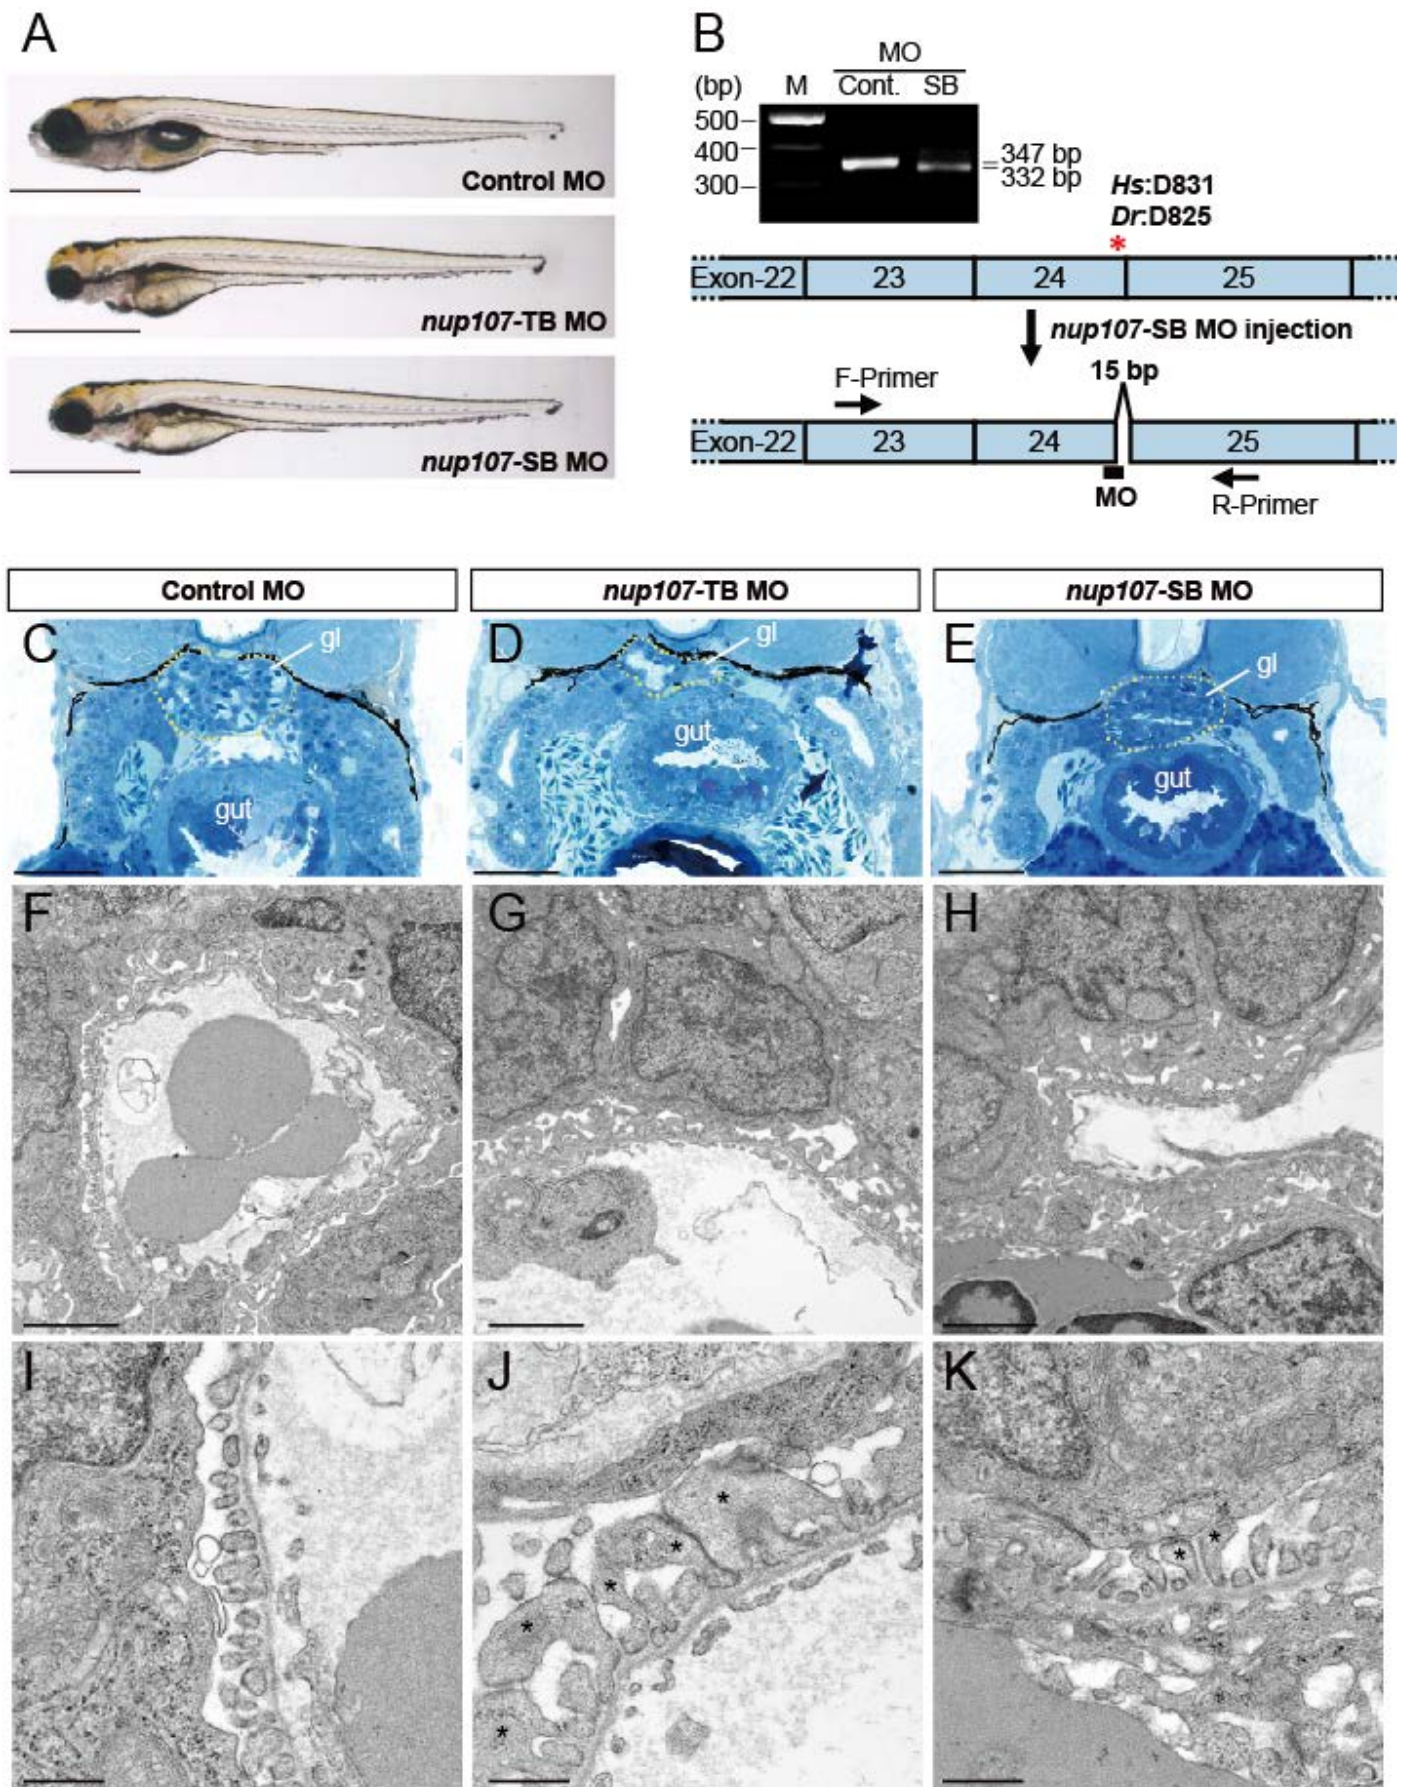 A
Control MO
nup107-TB MO
nup107-SB MO
B
MO
(bp) M Cont. SB
500
400
300
347 bp
332 bp
Hs:D831
Dr:D825
*
Exon-22 23 24 25
nup107-SB MO injection
15 bp
F-Primer
Exon-22 23 24 25
MO
R-Primer
Control MO
nup107-TB MO
nup107-SB MO
C gl
gut
D gl
gut
E gl
gut
F
G
H
I
J
* * * * *
K
* *